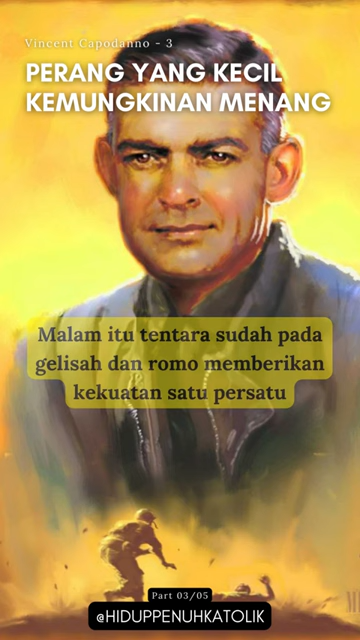 Vincent Capodanno - 3
PERANG YANG KECIL
KEMUNGKINAN MENANG
Malam itu tentara sudah pada
gelisah dan romo memberikan
kekuatan satu persatu
Part 03/05
@HIDUPPENUHKATOLIK